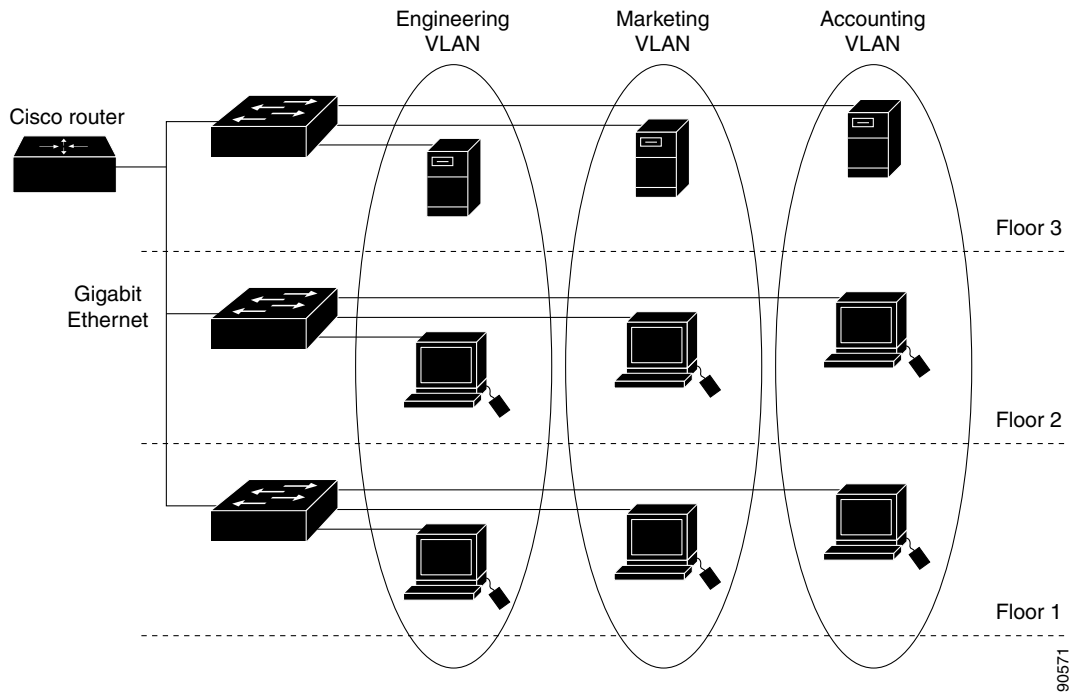 Engineering
VLAN
Marketing
VLAN
Accounting
VLAN
Cisco router
Floor 3
Gigabit
Ethernet
Floor 2
Floor 1
90571